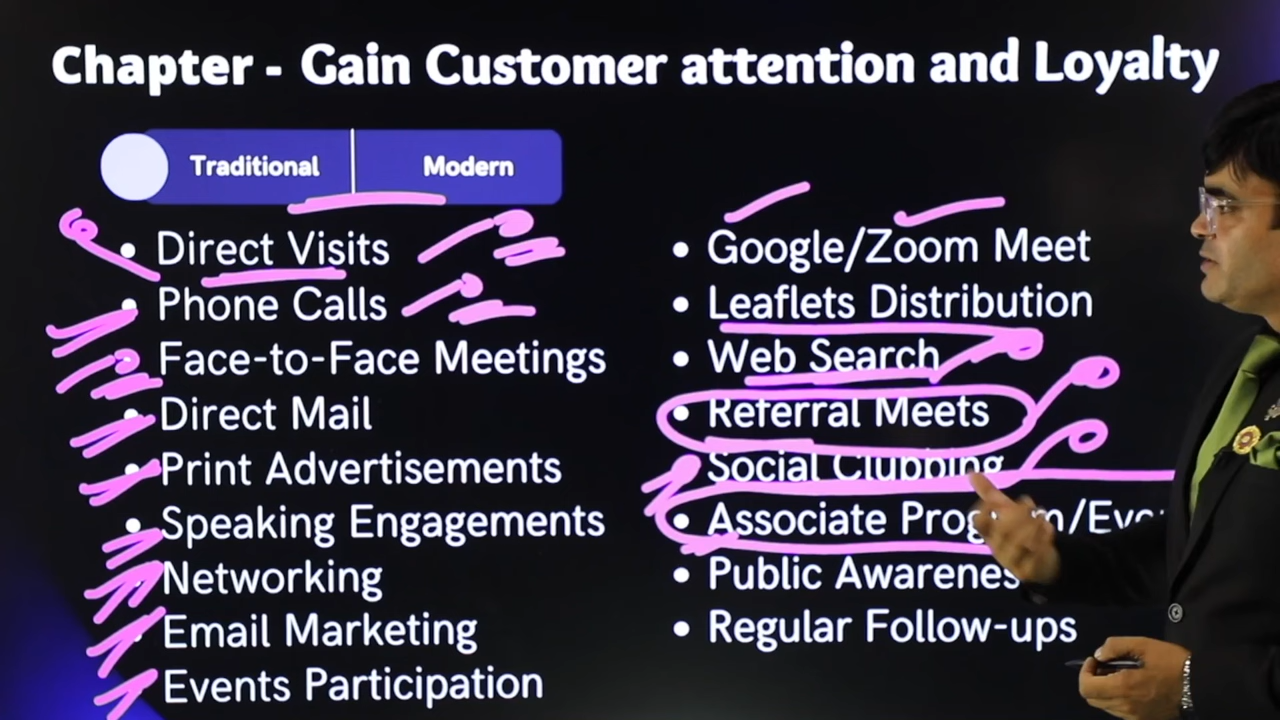 Chapter - Gain Customer attention and Loyalty
Traditional | Modern
• Direct Visits
• Phone Calls
• Face-to-Face Meetings
• Direct Mail
• Print Advertisements
• Speaking Engagements
• Networking
• Email Marketing
• Events Participation
• Google/Zoom Meet
• Leaflets Distribution
• Web Search
• Referral Meets
• Social Clubbing
• Associate Program/Eve
• Public Awarenes
• Regular Follow-ups